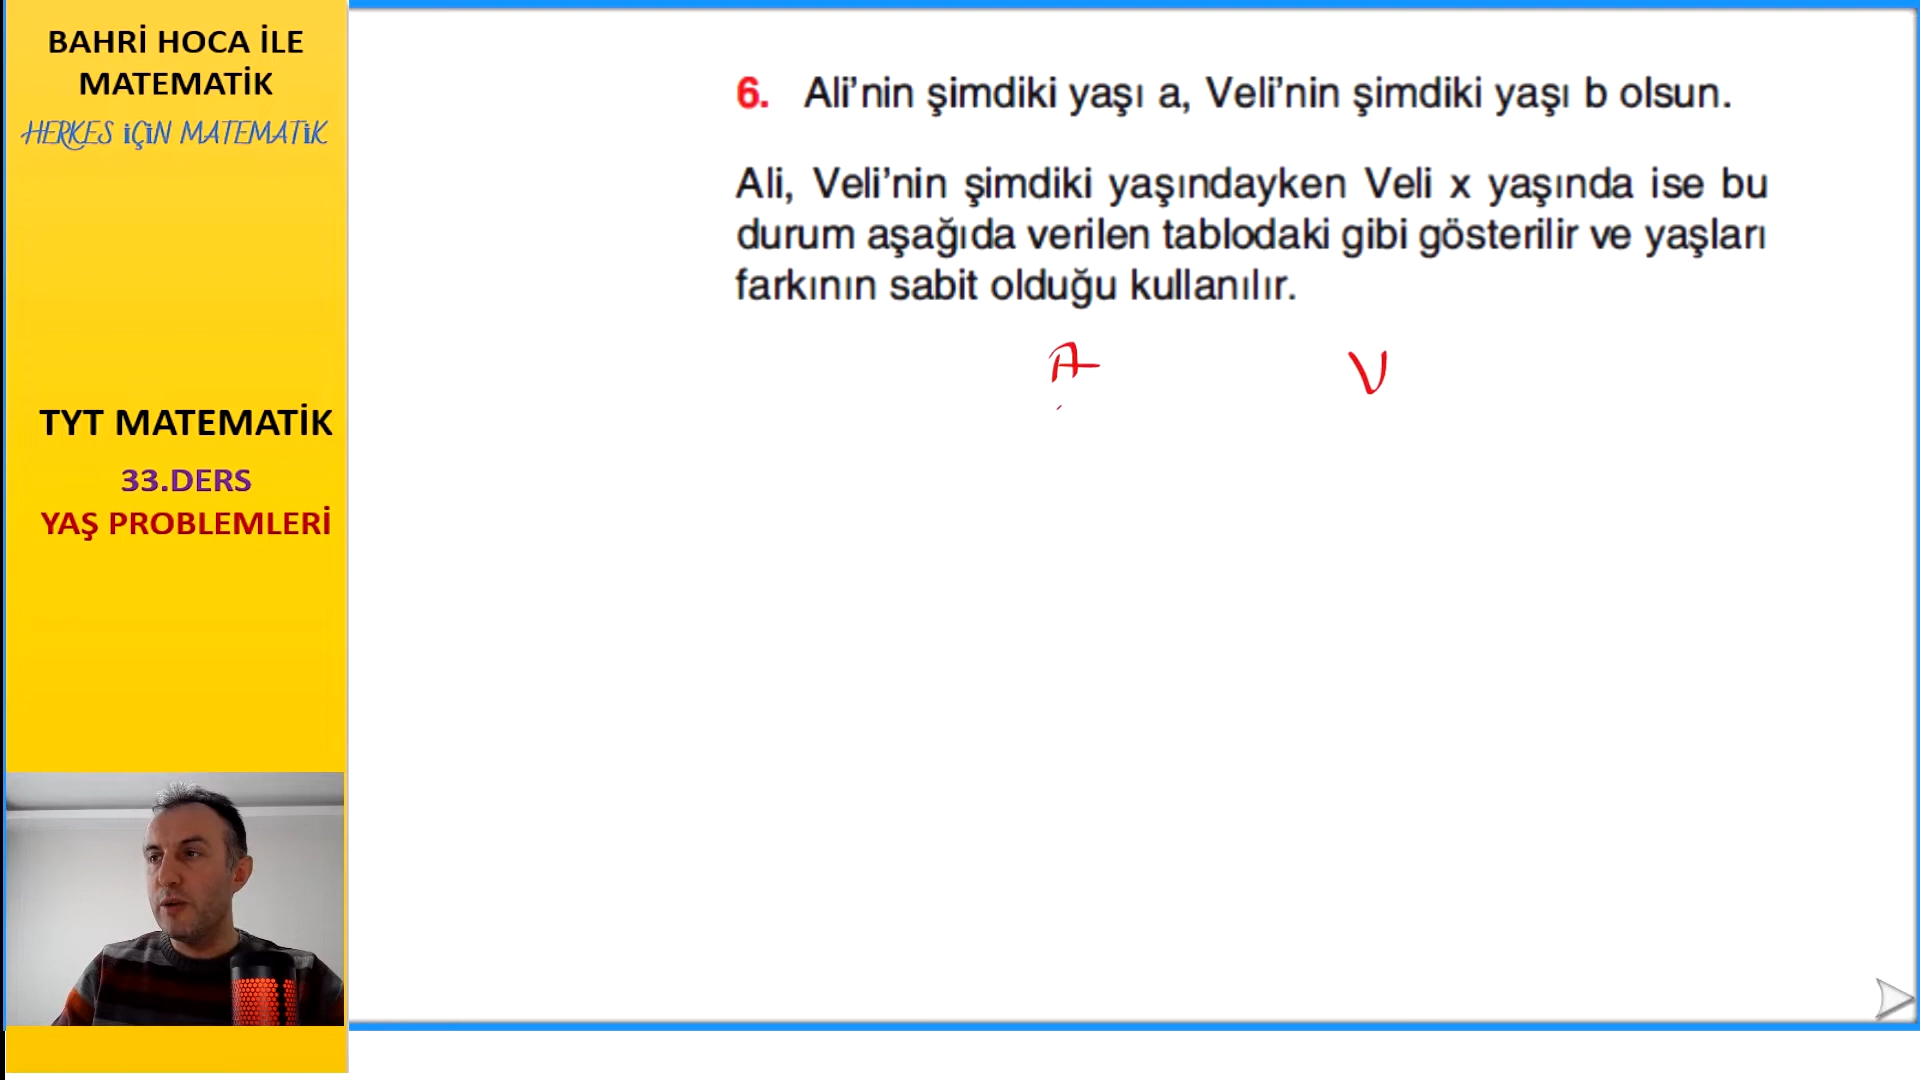 BAHRİ HOCA İLE
MATEMATİK
HERKES İÇİN MATEMATİK
TYT MATEMATİK
33.DERS
YAŞ PROBLEMLERİ
6. Ali’nin şimdiki yaşı a, Veli’nin şimdiki yaşı b olsun.
Ali, Veli’nin şimdiki yaşındayken Veli x yaşında ise bu
durum aşağıda verilen tablodaki gibi gösterilir ve yaşları
farkının sabit olduğu kullanılır.
A V